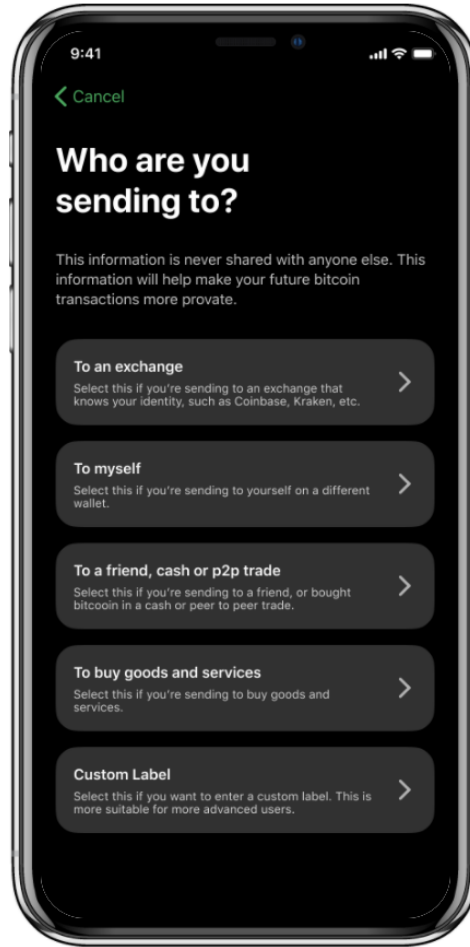 9:41
Cancel
Who are you
sending to?
This information is never shared with anyone else. This
information will help make your future bitcoin
transactions more provate.
To an exchange
Select this if you're sending to an exchange that
knows your identity, such as Coinbase, Kraken, etc.
To myself
Select this if you're sending to yourself on a different
wallet.
To a friend, cash or p2p trade
Select this if you're sending to a friend, or bought
bitcooin in a cash or peer to peer trade.
To buy goods and services
Select this if you're sending to buy goods and
services.
Custom Label
Select this if you want to enter a custom label. This is
more suitable for more advanced users.